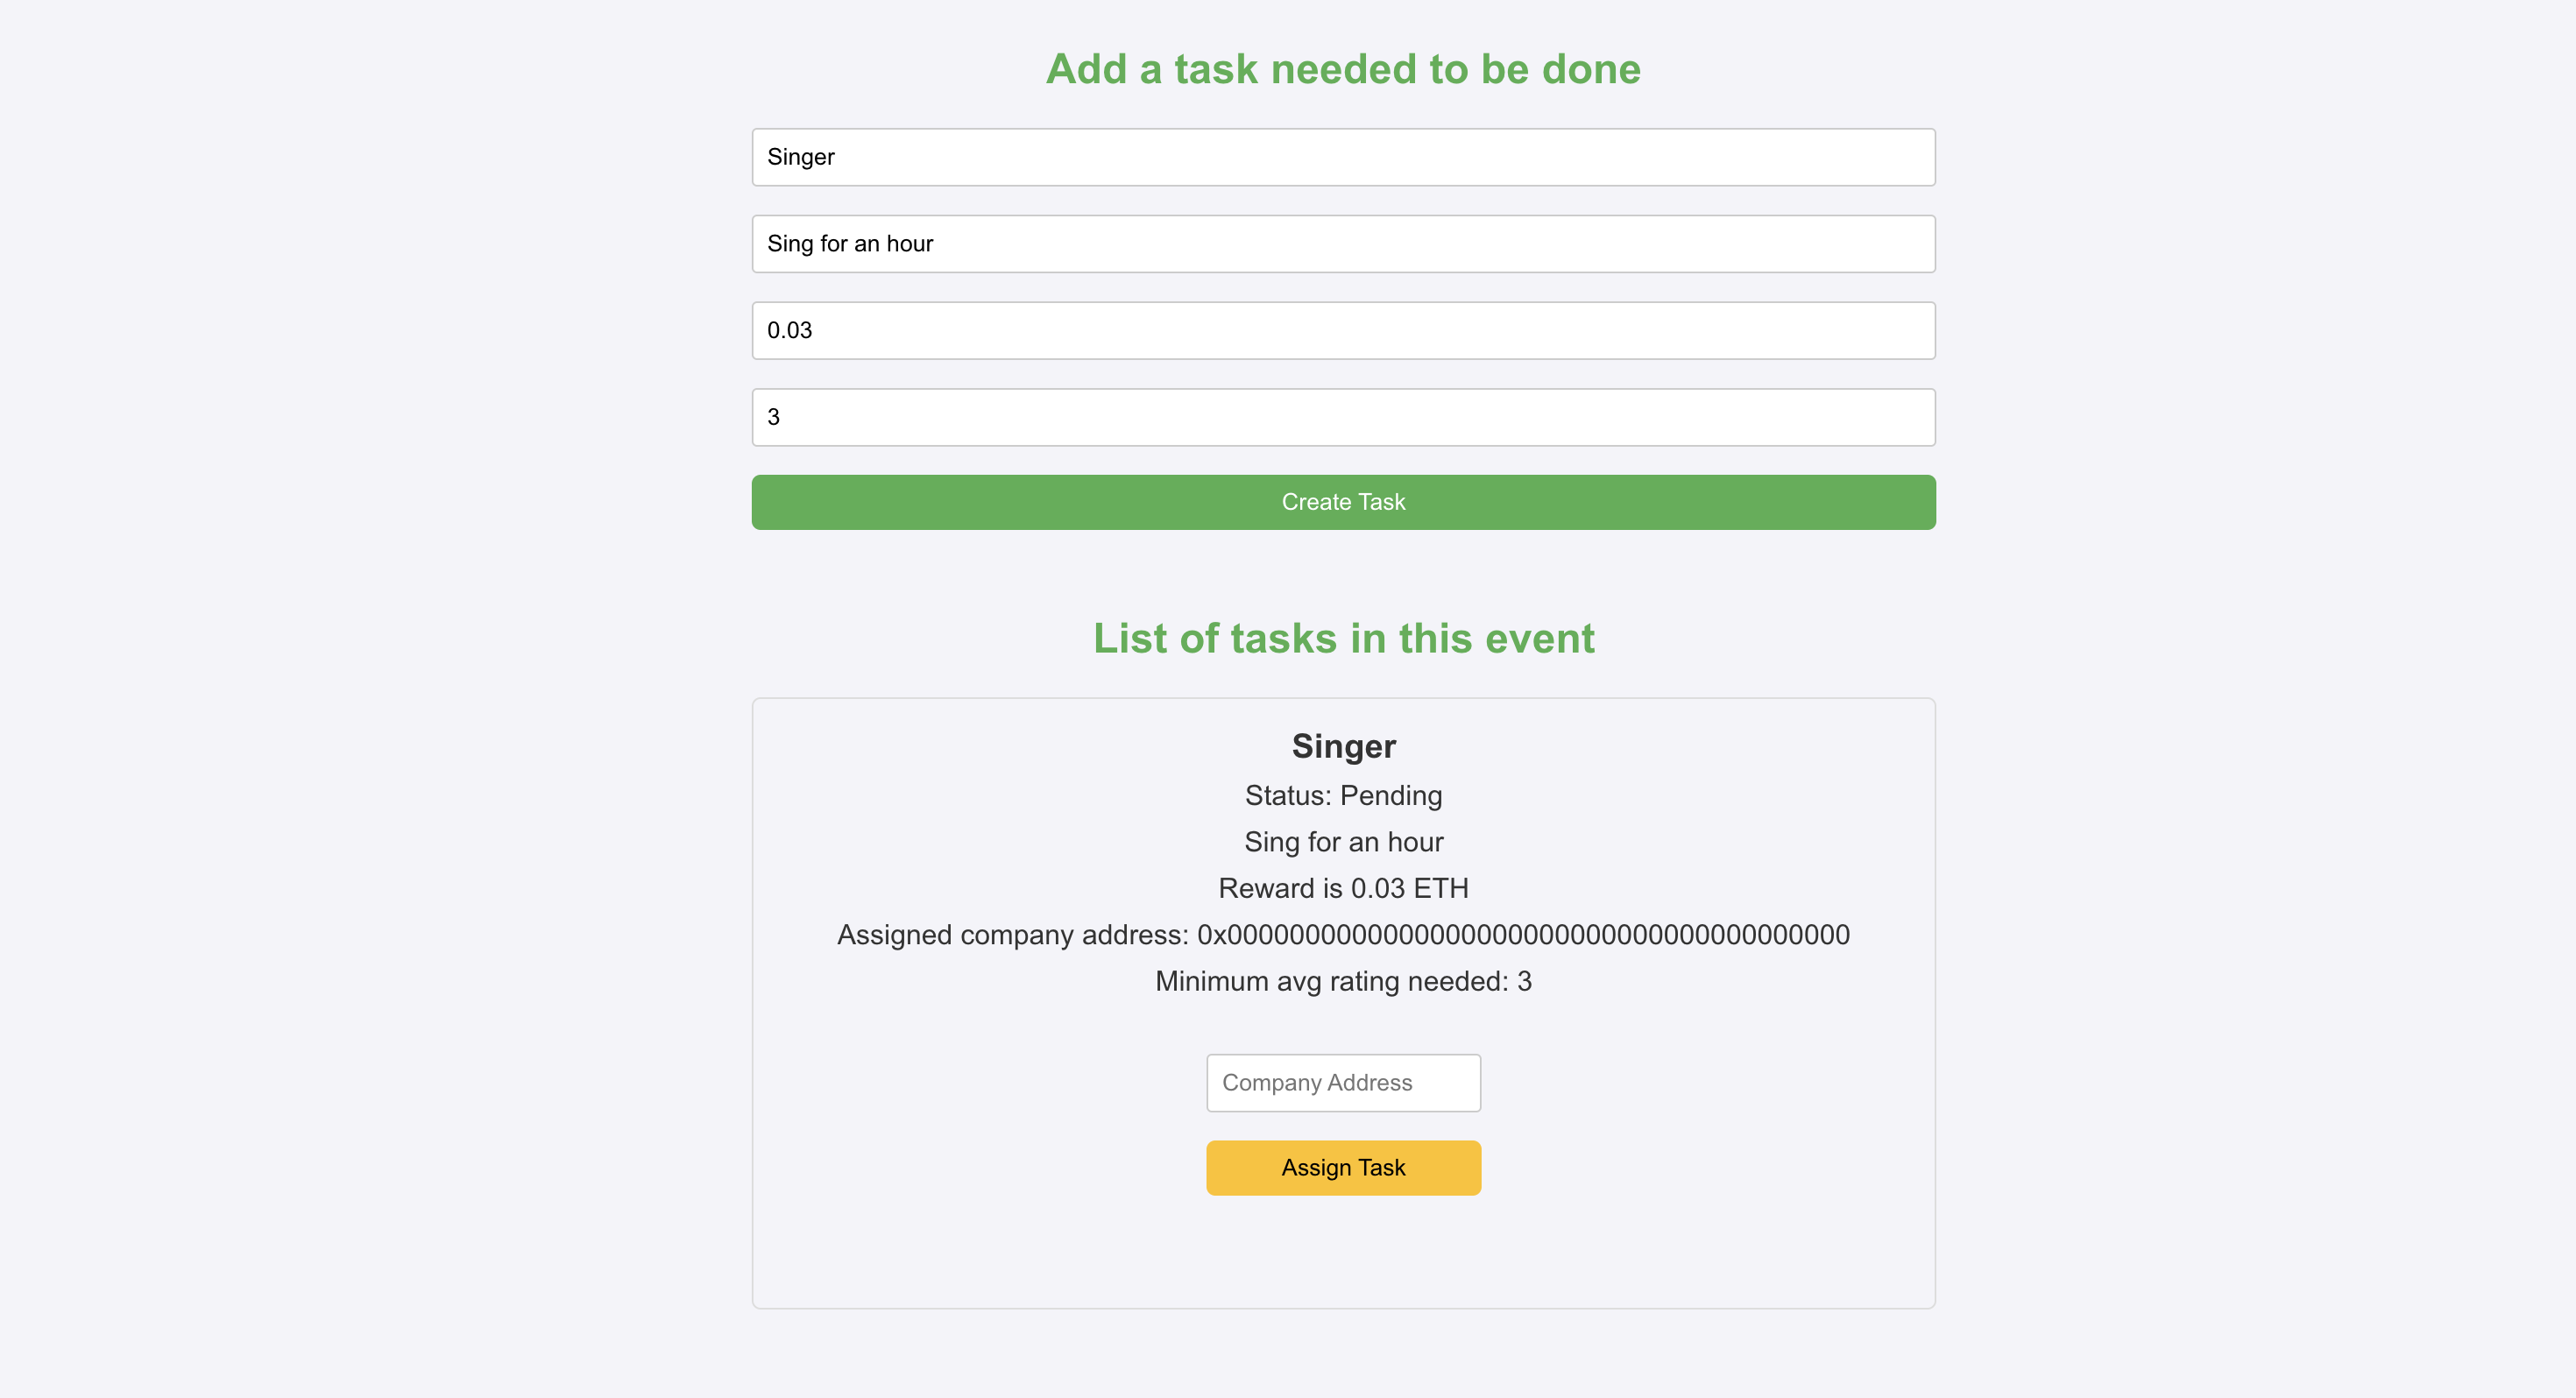 Add a task needed to be done
Singer
Sing for an hour
0.03
3
Create Task
List of tasks in this event
Singer
Status: Pending
Sing for an hour
Reward is 0.03 ETH
Assigned company address: 0x0000000000000000000000000000000000000000
Minimum avg rating needed: 3
Company Address
Assign Task